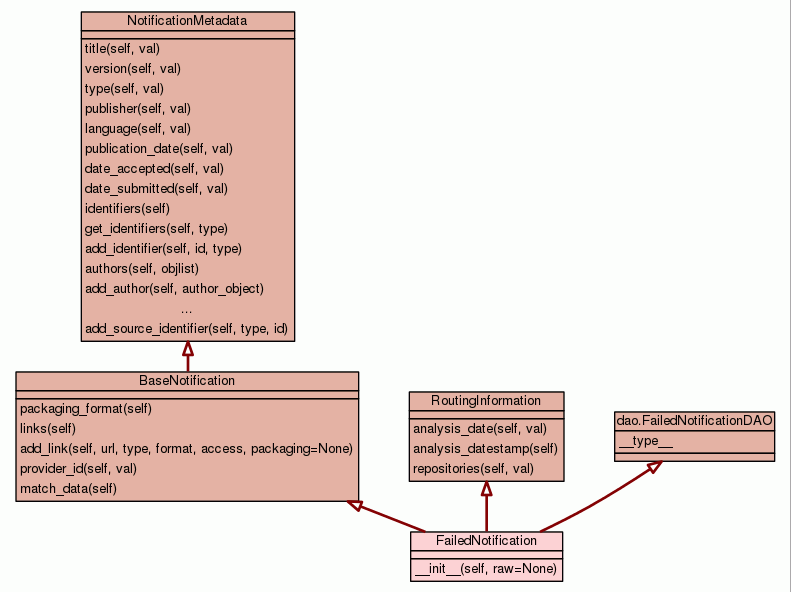 NotificationMetadata
title(self, val)
version(self, val)
type(self, val)
publisher(self, val)
language(self, val)
publication_date(self, val)
date_accepted(self, val)
date_submitted(self, val)
identifiers(self)
get_identifiers(self, type)
add_identifier(self, id, type)
authors(self, objlist)
add_author(self, author_object)
...
add_source_identifier(self, type, id)
BaseNotification
packaging_format(self)
links(self)
add_link(self, url, type, format, access, packaging=None)
provider_id(self, val)
match_data(self)
RoutingInformation
analysis_date(self, val)
analysis_datestamp(self)
repositories(self, val)
dao.FailedNotificationDAO
__type__
FailedNotification
__init__(self, raw=None)